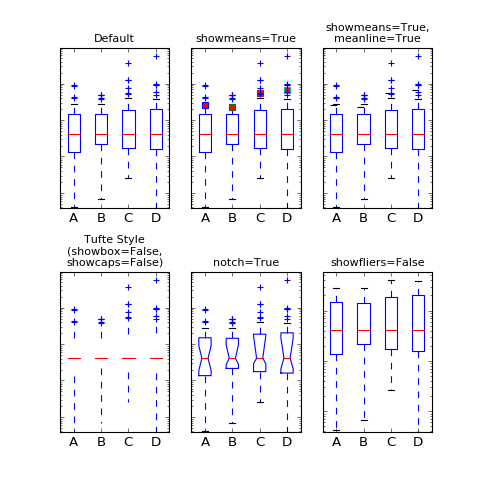 Default
showmeans=True
showmeans=True,
meanline=True
A B C D
A B C D
A B C D
Tufte Style
(showbox=False,
showcaps=False)
notch=True
showfliers=False
A B C D
A B C D
A B C D